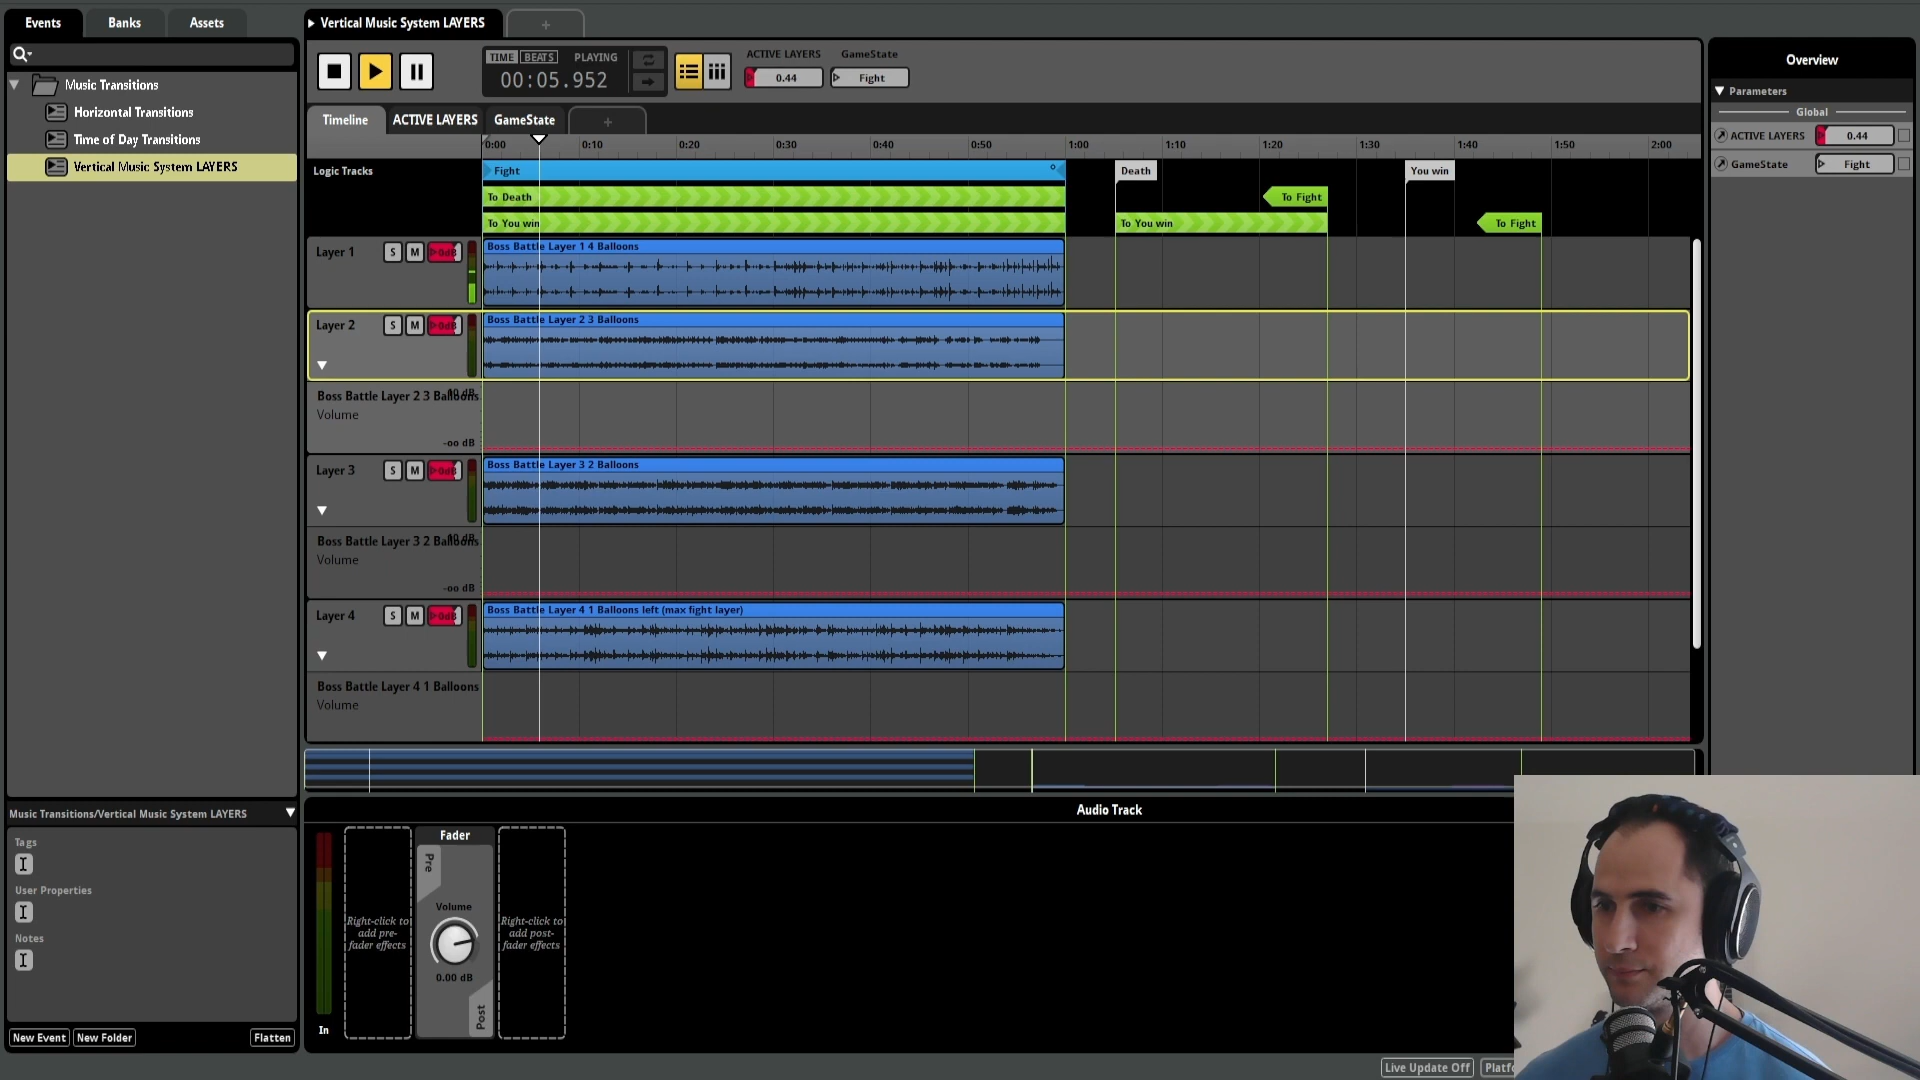 Events
Banks
Assets
Vertical Music System LAYERS
+
Music Transitions
Horizontal Transitions
Time of Day Transitions
Vertical Music System LAYERS
TIME BEATS PLAYING
00:05.952
ACTIVE LAYERS
0.44
GameState
Fight
Timeline
ACTIVE LAYERS
GameState
+
0:00 0:10 0:20 0:30 0:40 0:50 1:00 1:10 1:20 1:30 1:40 1:50 2:00
Logic Tracks
Fight
Death
You win
To Death
To Fight
To You win
To You win
To Fight
Layer 1
S M 0dB
Boss Battle Layer 1 4 Balloons
Layer 2
S M 0dB
Boss Battle Layer 2 3 Balloons
Boss Battle Layer 2 3 Balloons
Volume
-oo dB
Layer 3
S M 0dB
Boss Battle Layer 3 2 Balloons
Boss Battle Layer 3 2 Balloons
Volume
-oo dB
Layer 4
S M 0dB
Boss Battle Layer 4 1 Balloons left (max fight layer)
Boss Battle Layer 4 1 Balloons
Volume
Overview
Parameters
Global
ACTIVE LAYERS 0.44
GameState Fight
Music Transitions/Vertical Music System LAYERS
Tags
User Properties
Notes
New Event
New Folder
Flatten
Audio Track
In
Right-click to
add pre-
fader effects
Fader
Pre
Volume
0.00 dB
Post
Right-click to
add post-
fader effects
Live Update Off
Platfo